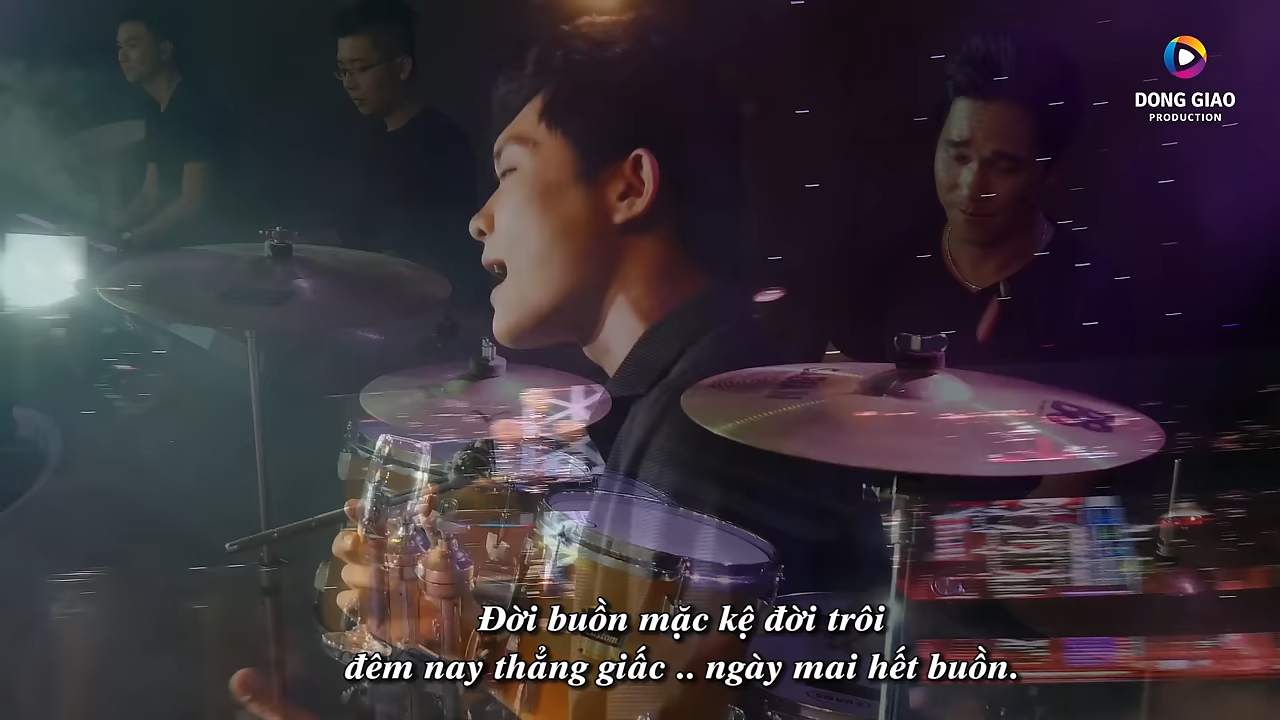 DONG GIAO
PRODUCTION
Đời buồn mặc kệ đời trôi
đêm nay thẳng giấc .. ngày mai hết buồn.